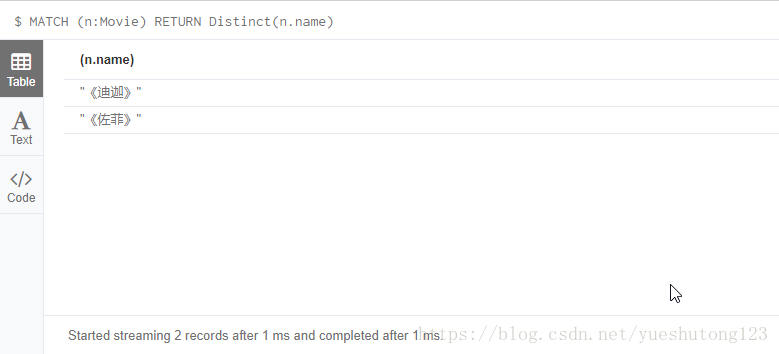 $ MATCH (n:Movie) RETURN Distinct(n.name)
Table
(n.name)
"《迪迦》"
"《佐菲》"
Text
Code
Started streaming 2 records after 1 ms and completed after 1 ms.
https://blog.csdn.net/yueshutong123